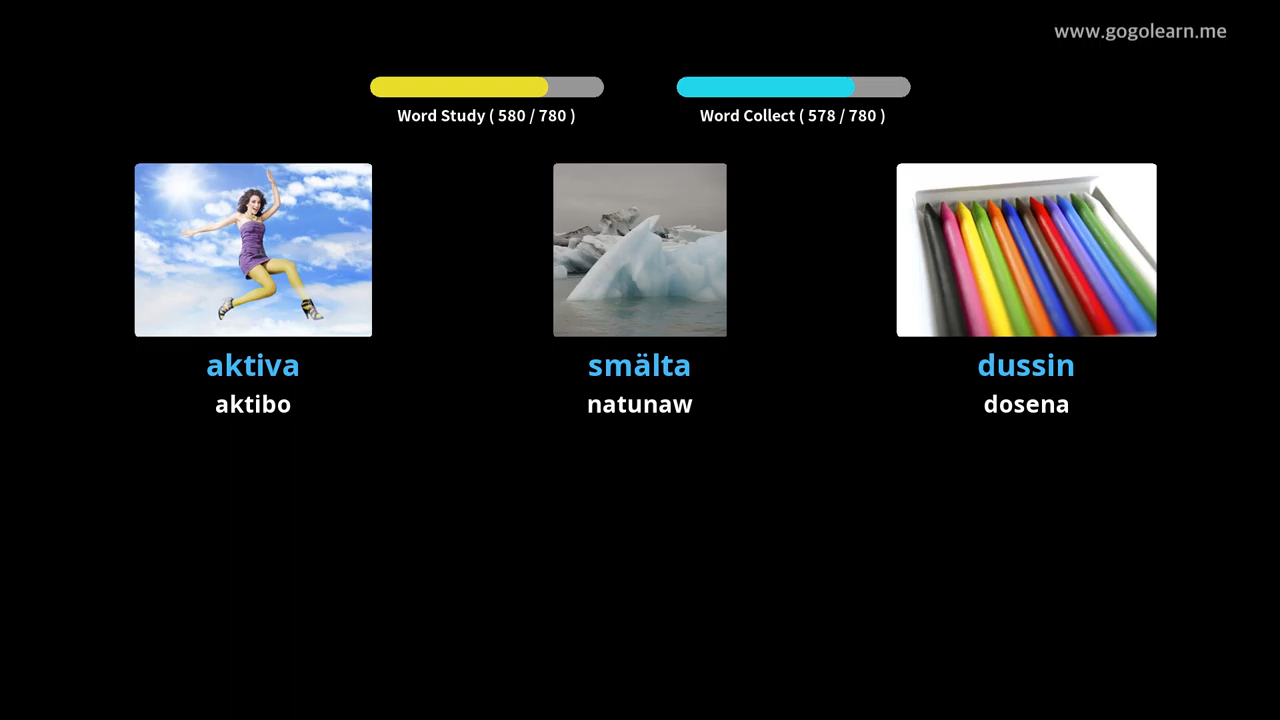 www.gogolearn.me
Word Study ( 580 / 780 )
Word Collect ( 578 / 780 )
aktiva
aktibo
smälta
natunaw
dussin
dosena